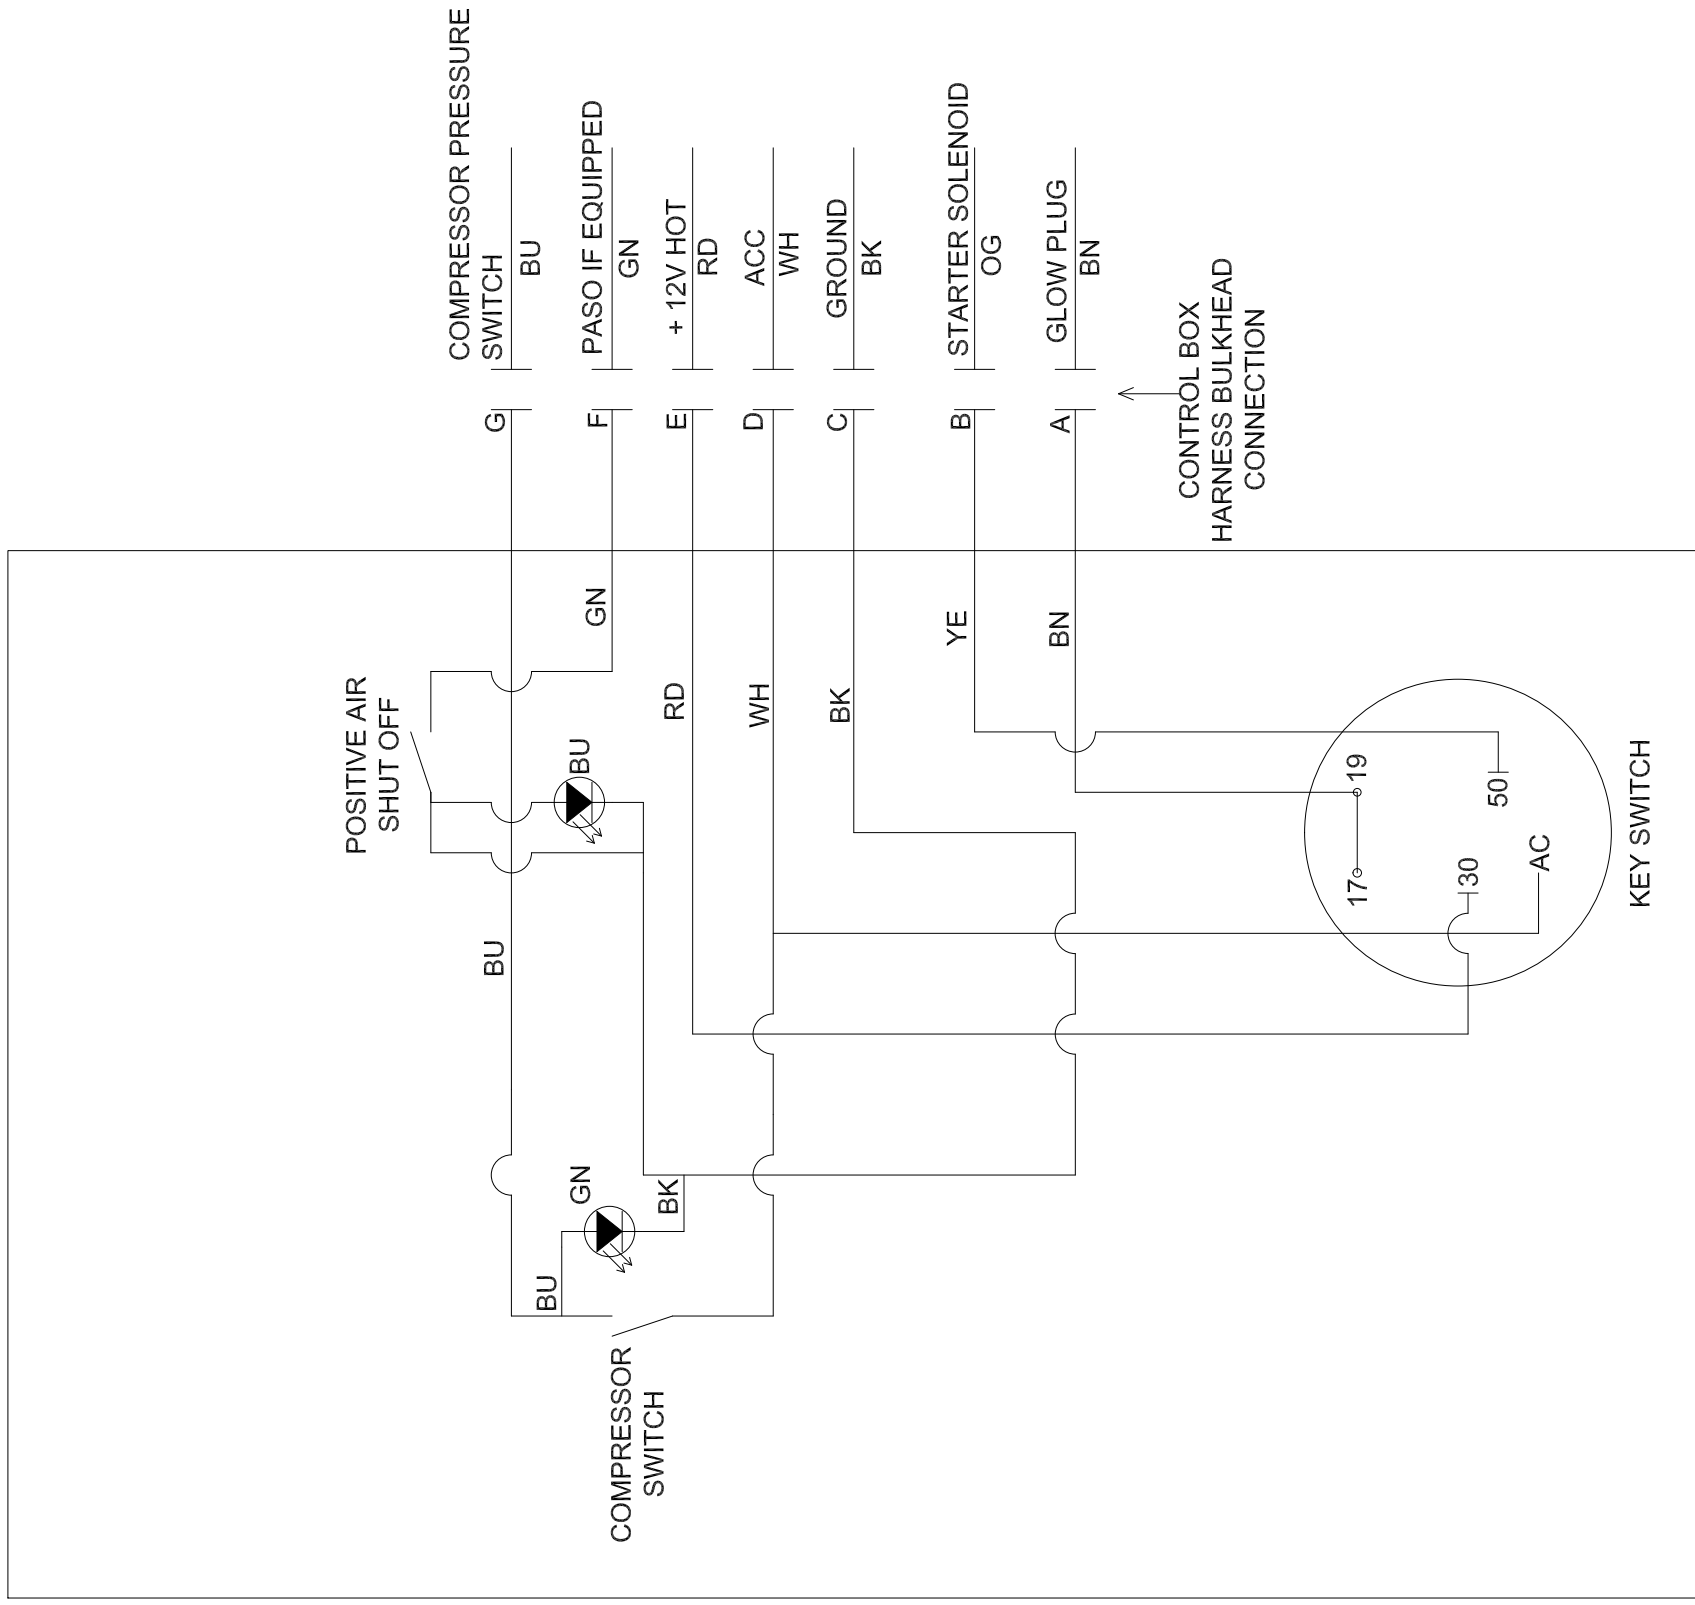 COMPRESSOR PRESSURE
SWITCH
BU
PASO IF EQUIPPED
GN
+ 12V HOT
RD
ACC
WH
GROUND
BK
STARTER SOLENOID
OG
GLOW PLUG
BN
G
F
E
D
C
B
A
CONTROL BOX
HARNESS BULKHEAD
CONNECTION
GN
YE
BN
POSITIVE AIR
SHUT OFF
BU
RD
WH
BK
BU
19
50
17
30
AC
KEY SWITCH
GN
BK
BU
COMPRESSOR
SWITCH